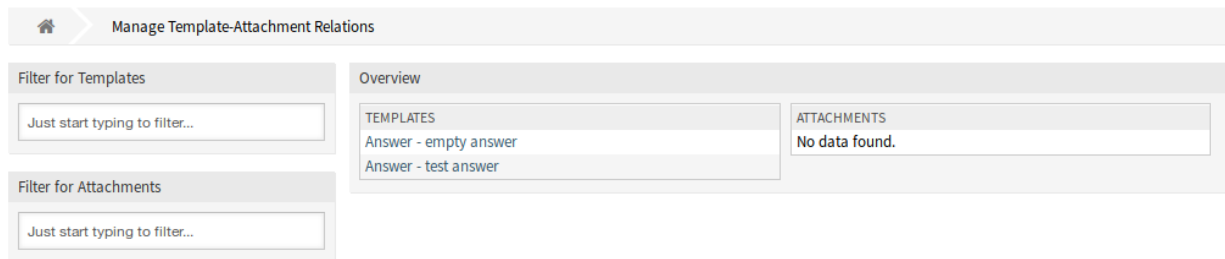 Manage Template-Attachment Relations
Filter for Templates
Just start typing to filter...
Filter for Attachments
Just start typing to filter...
Overview
TEMPLATES
Answer - empty answer
Answer - test answer
ATTACHMENTS
No data found.